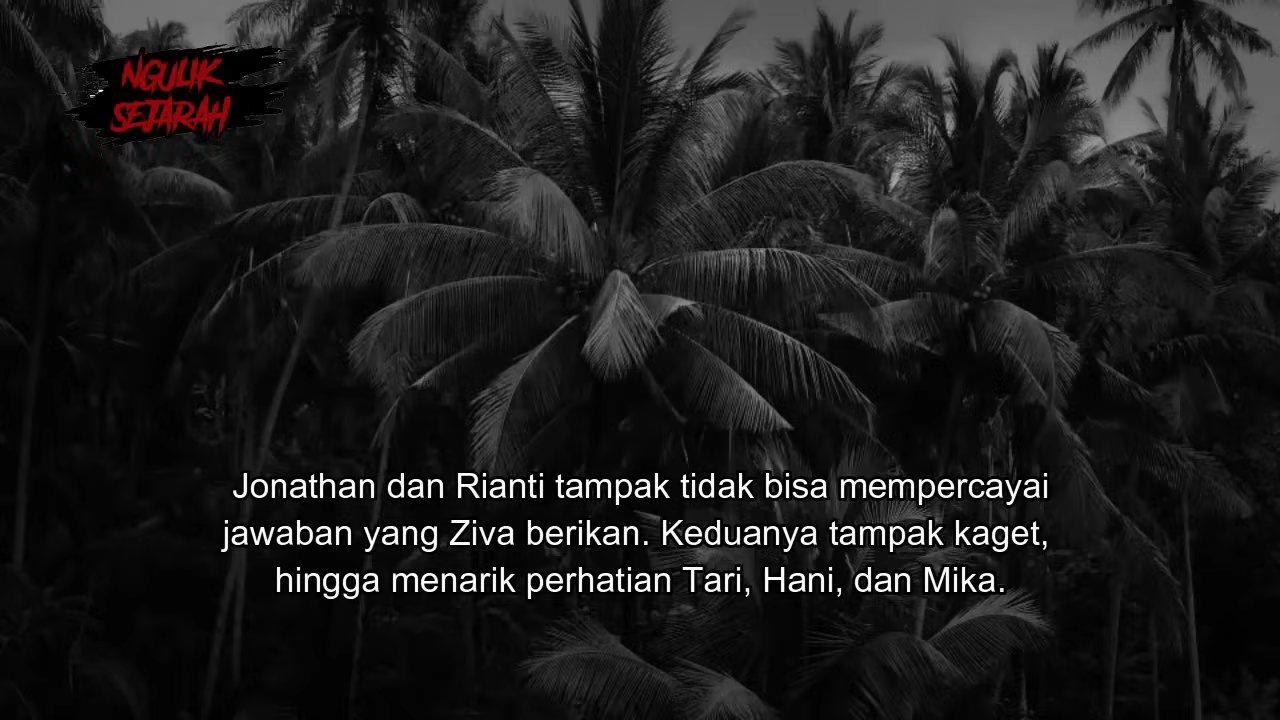 NGULIK
SEJARAH
Jonathan dan Rianti tampak tidak bisa mempercayai
jawaban yang Ziva berikan. Keduanya tampak kaget,
hingga menarik perhatian Tari, Hani, dan Mika.